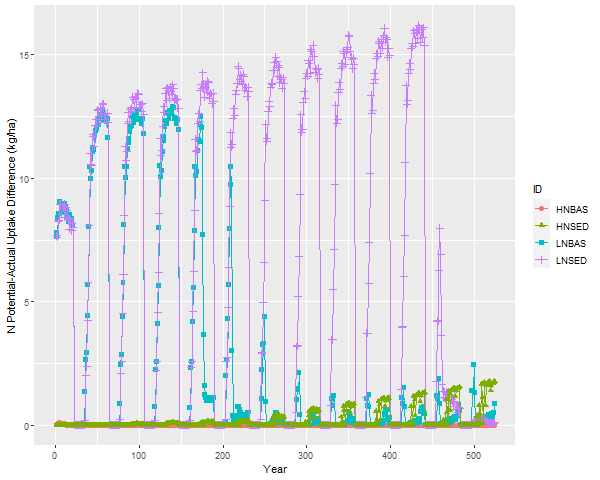 N Potential-Actual Uptake Difference (kg/ha)
15
10
5
0
0
100
200
300
400
500
Year
ID
HNBAS
HNSED
LNBAS
LNSED